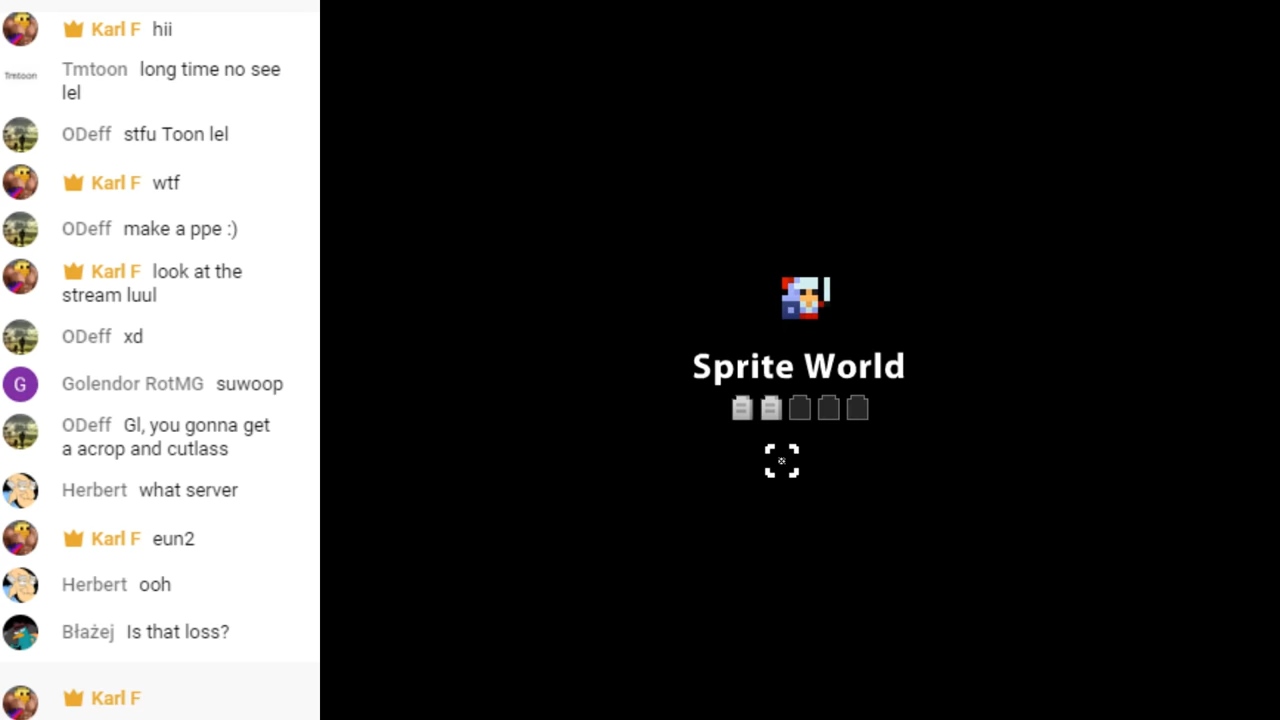 Karl F hii
Tmtoon long time no see
lel
ODeff stfu Toon lel
Karl F wtf
ODeff make a ppe :)
Karl F look at the
stream luul
ODeff xd
G Golendor RotMG suwoop
ODeff Gl, you gonna get
a acrop and cutlass
Herbert what server
Karl F eun2
Herbert ooh
Błażej Is that loss?
Karl F
Sprite World